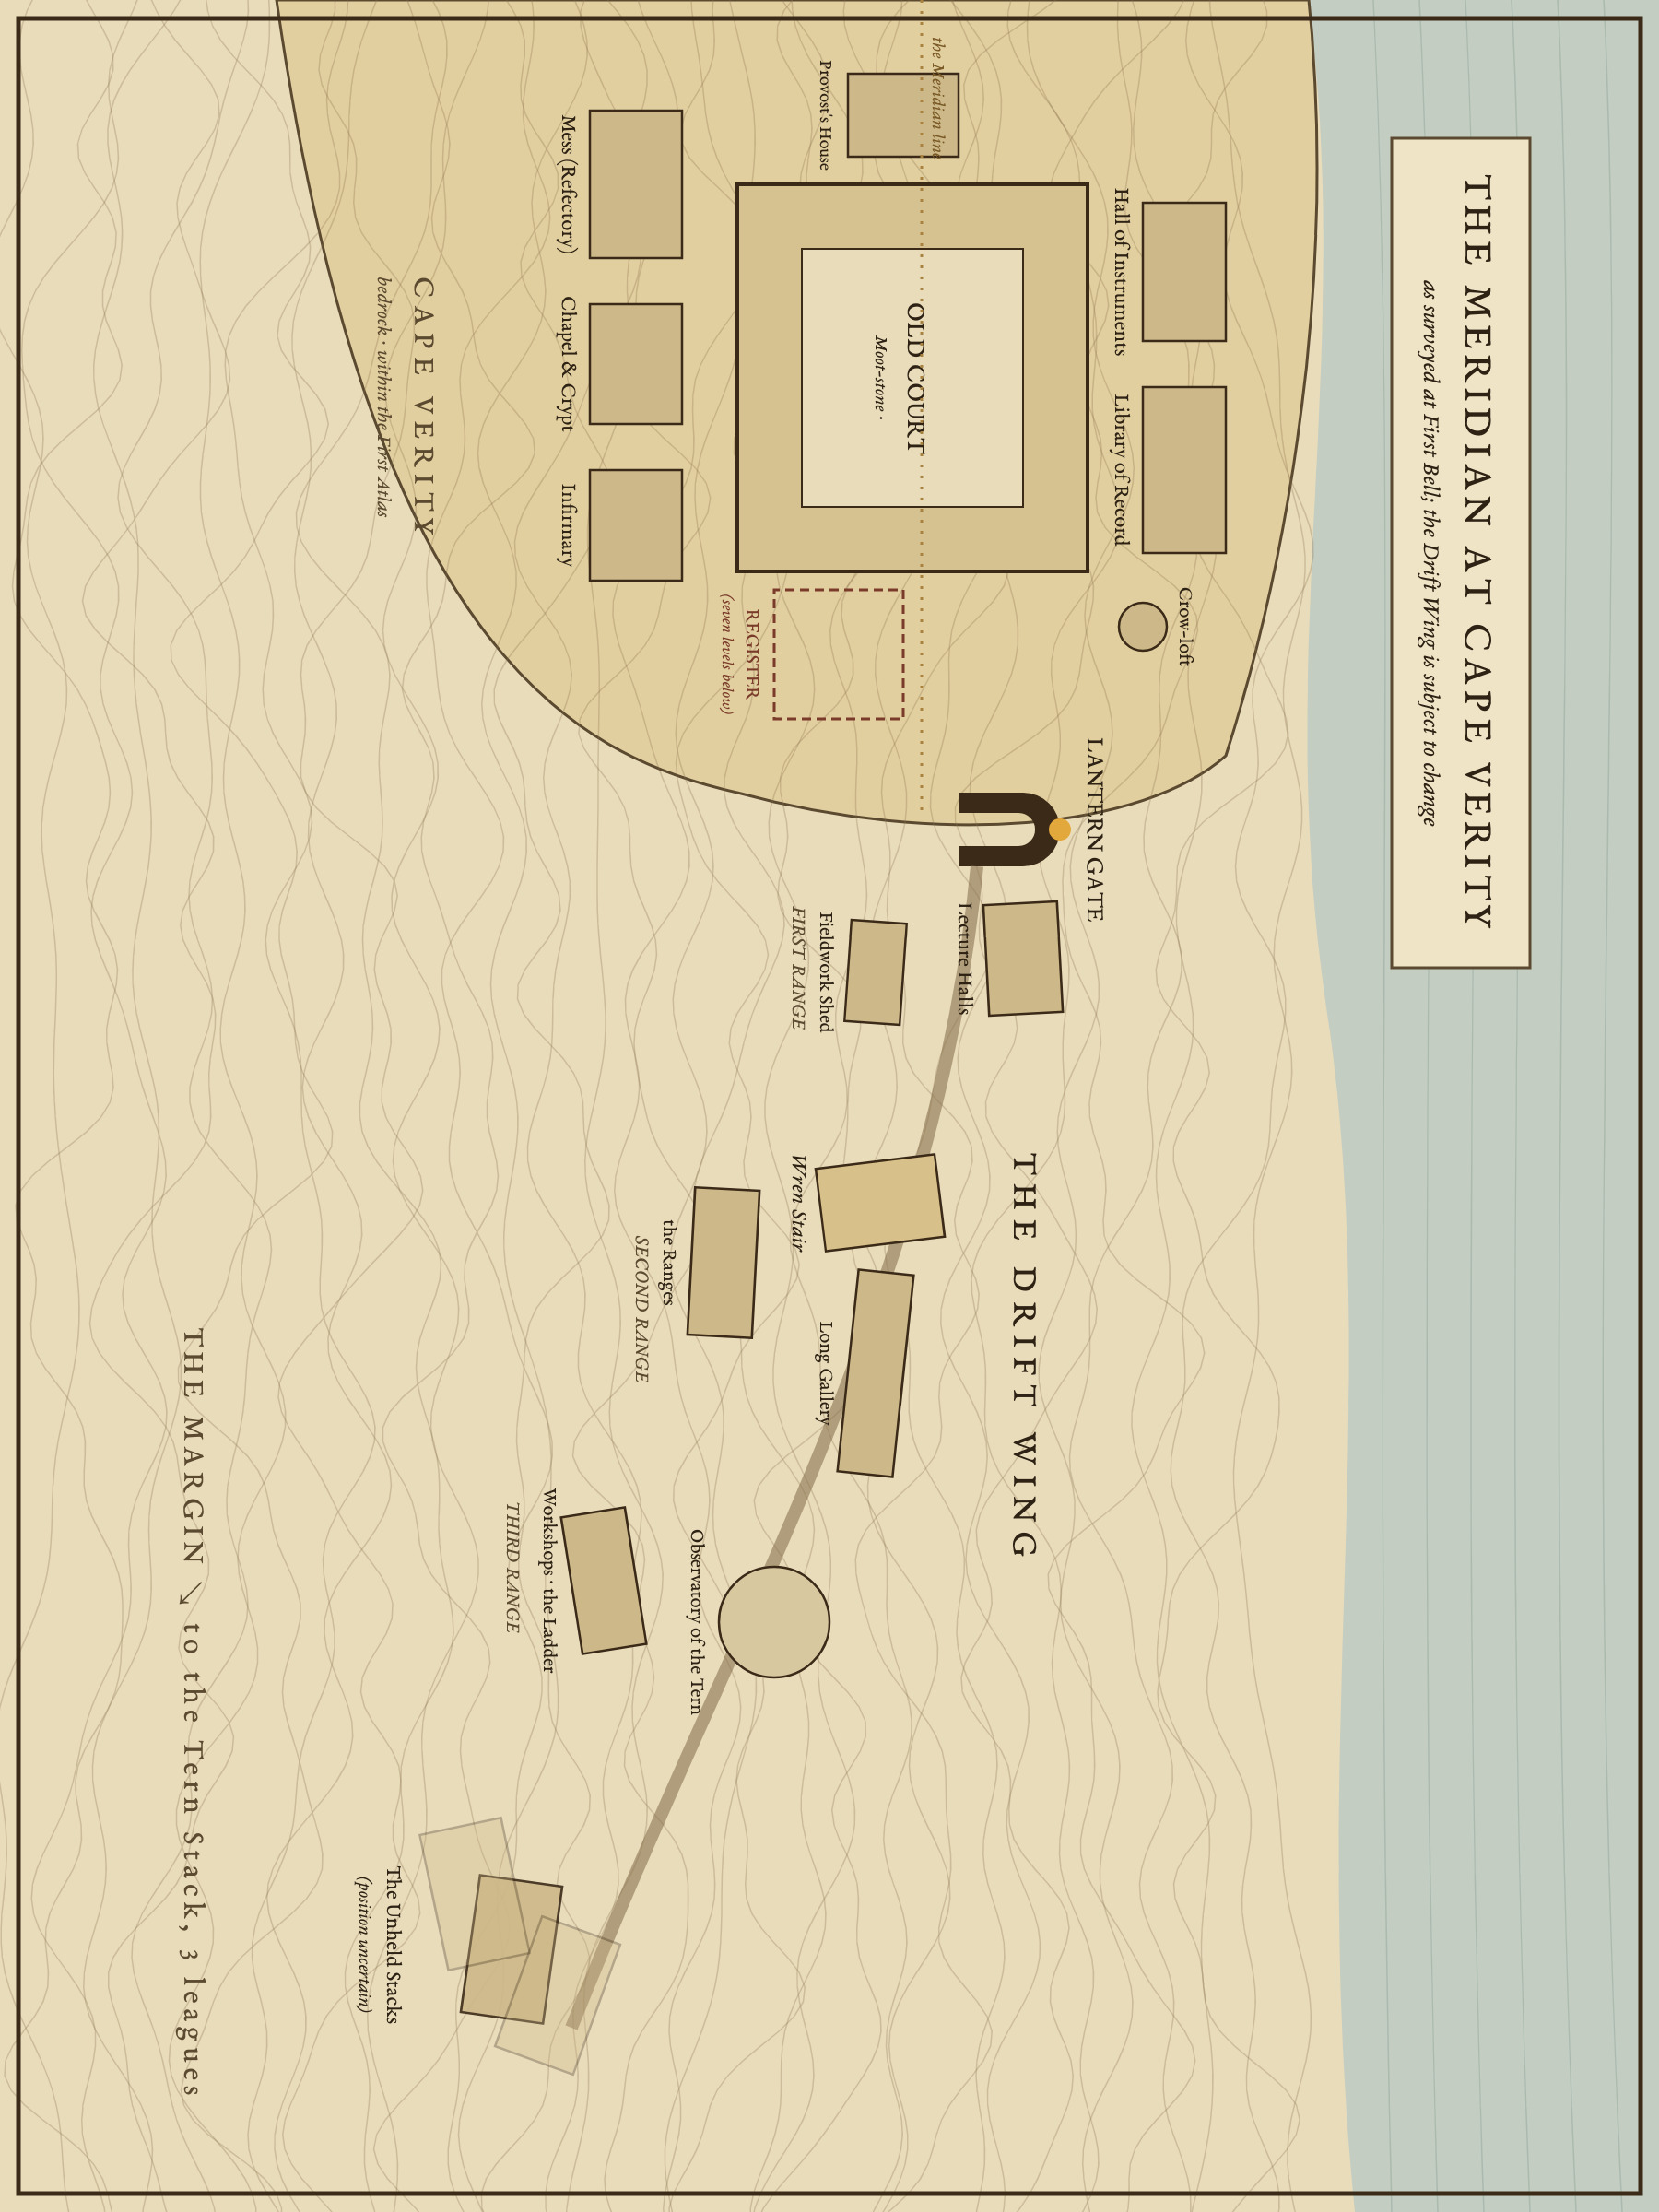 THE MERIDIAN AT CAPE VERITY
as surveyed at First Bell; the Drift Wing is subject to change
Crow-loft
Hall of Instruments
Library of Record
LANTERN GATE
the Meridian line
OLD COURT
Moot-stone ·
Provost's House
REGISTER
(seven levels below)
Mess (Refectory)
Chapel & Crypt
Infirmary
CAPE VERITY
bedrock · within the First Atlas
THE DRIFT WING
Lecture Halls
Fieldwork Shed
FIRST RANGE
Wren Stair
Long Gallery
the Ranges
SECOND RANGE
Observatory of the Tern
Workshops · the Ladder
THIRD RANGE
The Unheld Stacks
(position uncertain)
THE MARGIN ↗ to the Tern Stack, 3 leagues